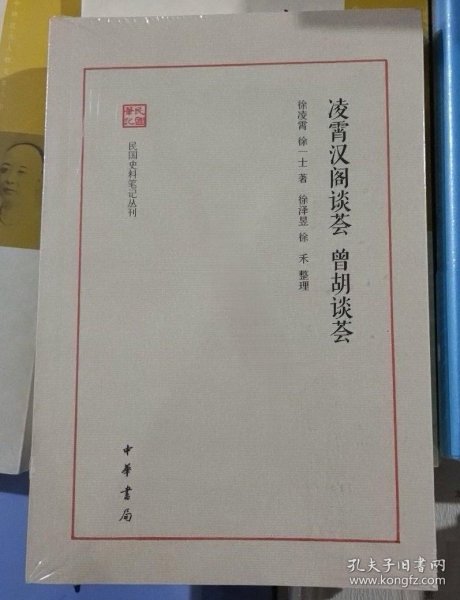 凌霄汉阁谈荟 曾胡谈荟
徐凌霄 徐一士 著 徐泽昱 徐 禾 整理
民国
笔记
民国史料笔记丛刊
中华書局
孔夫子旧书网
kongfz.com